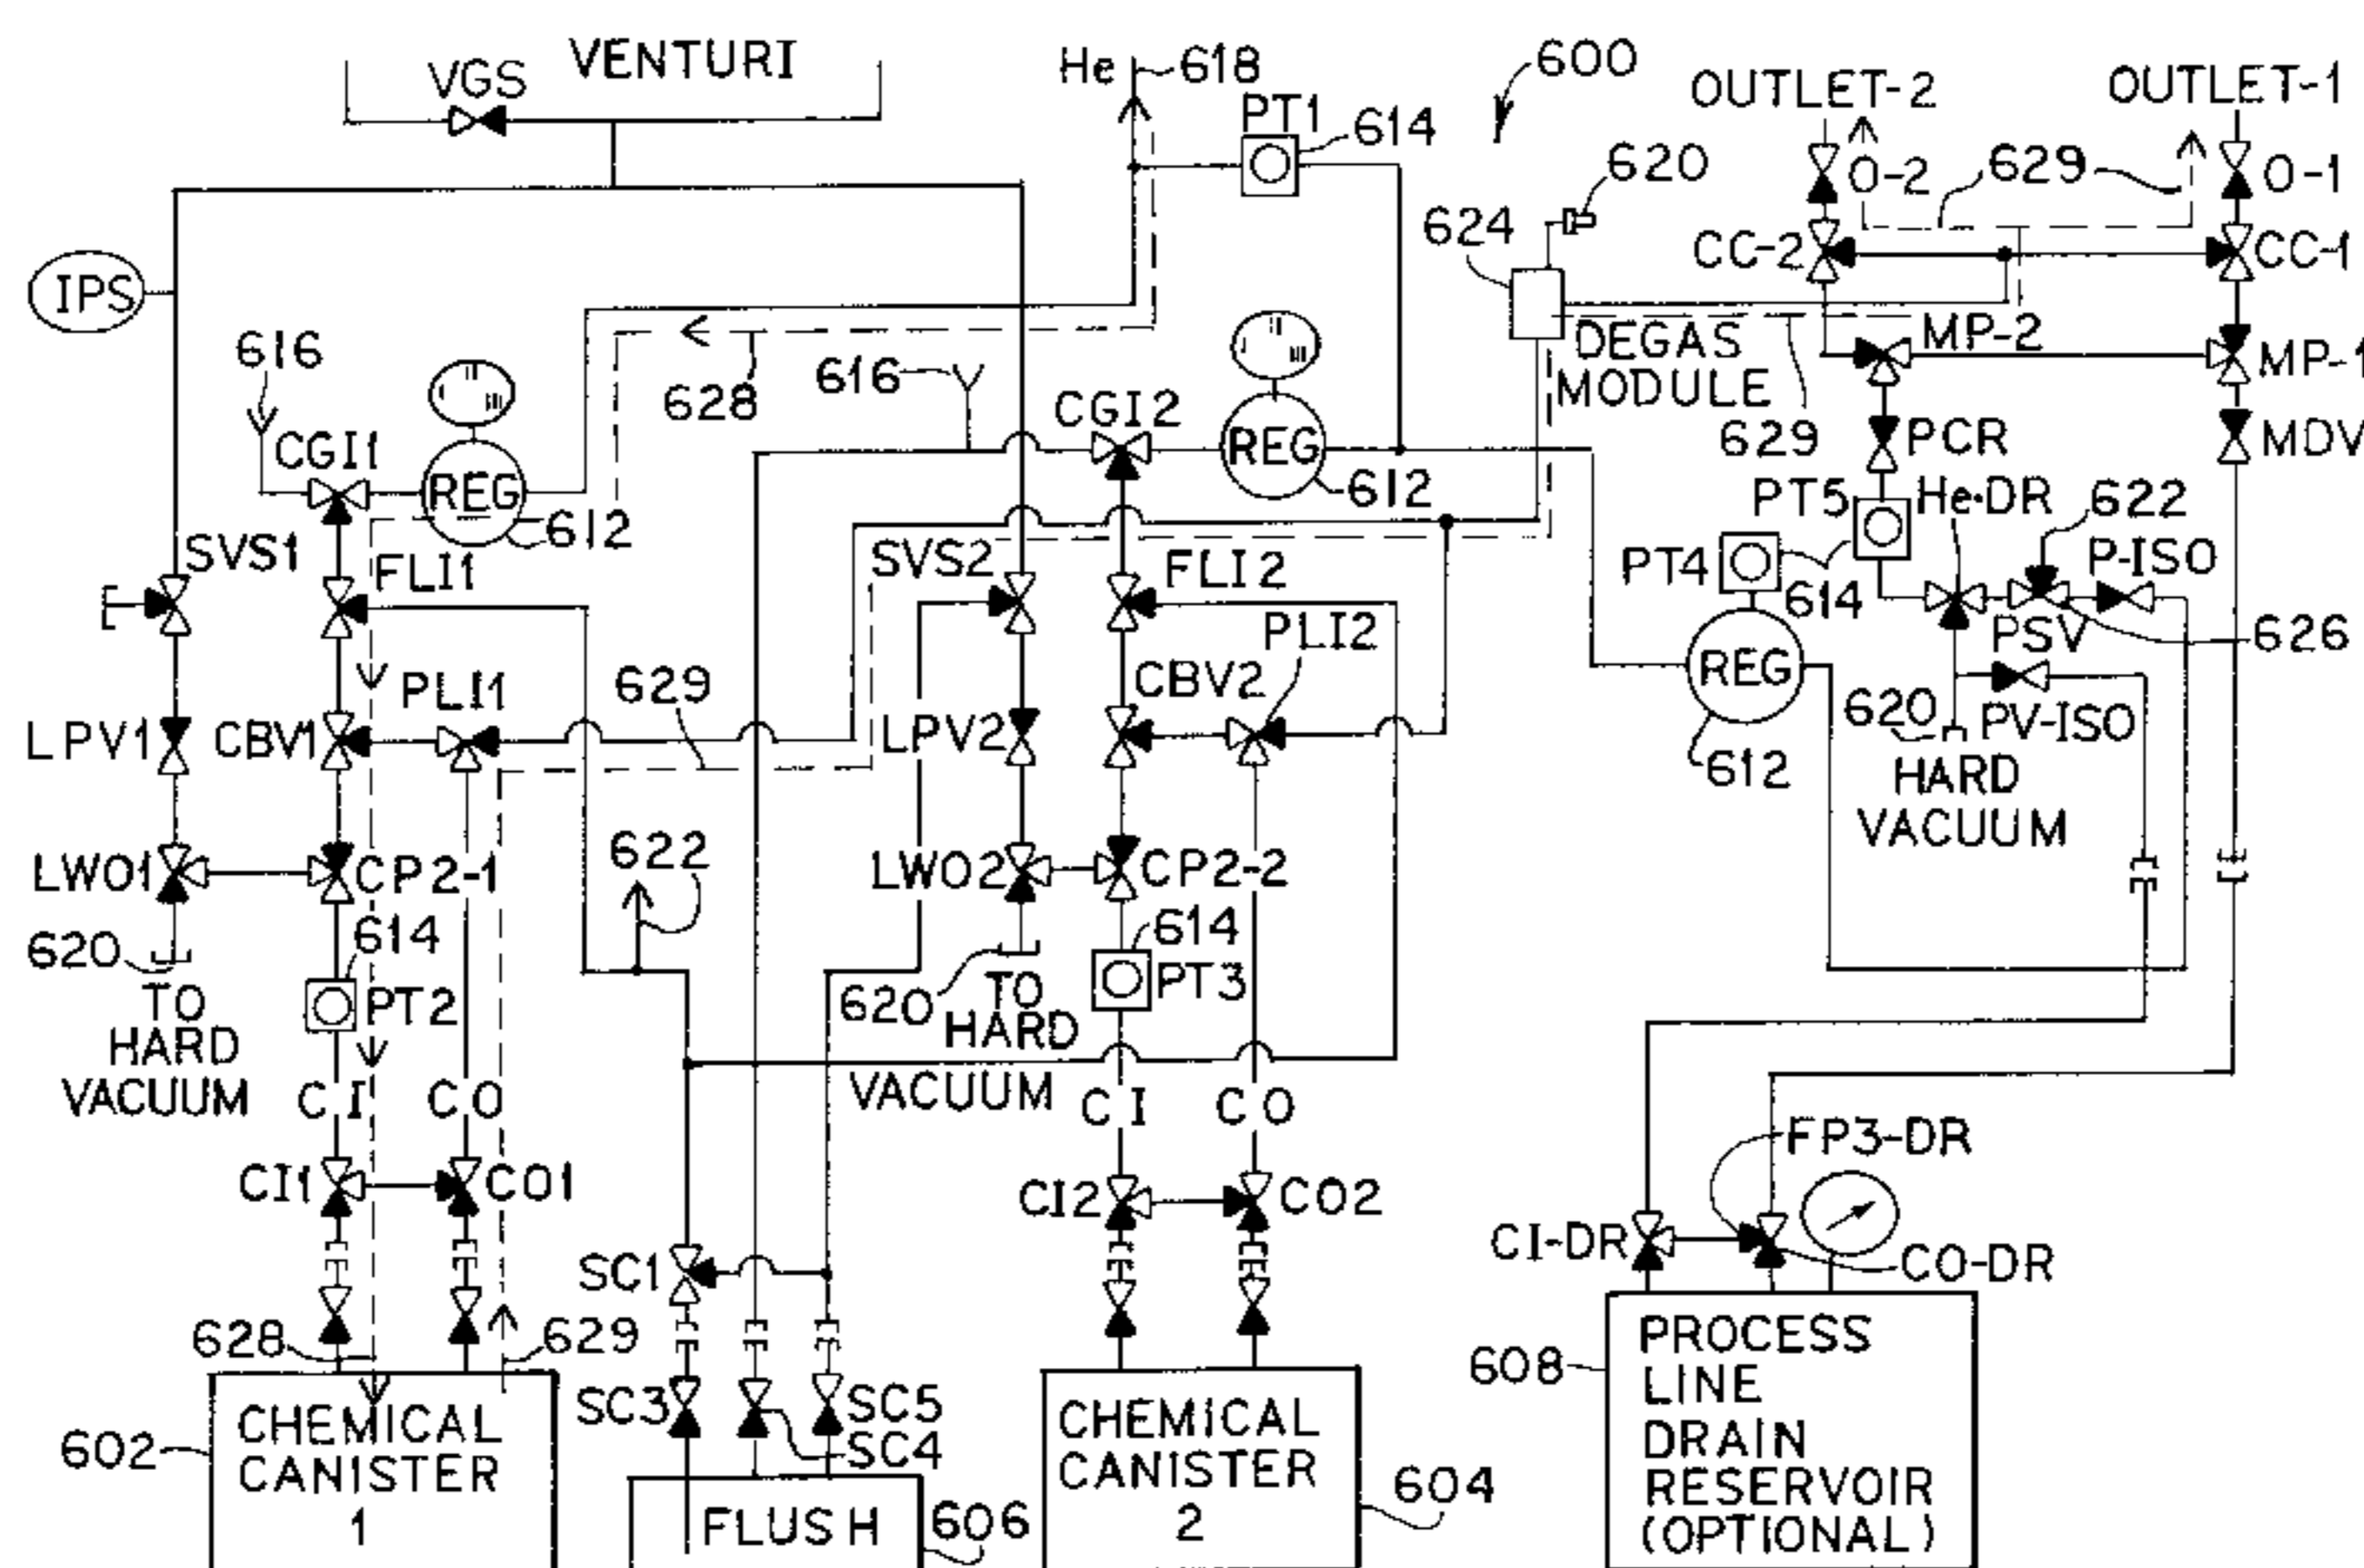 VENTURI
VGS
He
618
600
PT1
614
OUTLET-2
OUTLET-1
620
629
O-2
O-1
624
CC-2
CC-1
IPS
616
628
616
DEGAS
MODULE
MP-2
MP-1
CGI1
REG
612
CGI2
REG
612
629
PCR
MDV
PT5
He·DR
622
SVS1
FLI1
SVS2
FLI2
PT4
614
P-ISO
PLI2
REG
PSV
626
PLI1
629
CBV2
620
PV-ISO
LPV1
CBV1
LPV2
612
HARD
VACUUM
622
LWO1
CP2-1
LWO2
CP2-2
620
614
614
PT2
620
PT3
TO
HARD
VACUUM
TO
HARD
VACUUM
CI
CO
CI
CO
FP3-DR
CI1
CO1
CI2
CO2
CI-DR
CO-DR
SC1
628
629
608
PROCESS
LINE
DRAIN
RESERVOIR
(OPTIONAL)
SC3
SC5
SC4
602
CHEMICAL
CANISTER
1
CHEMICAL
CANISTER
2
604
FLUSH
606